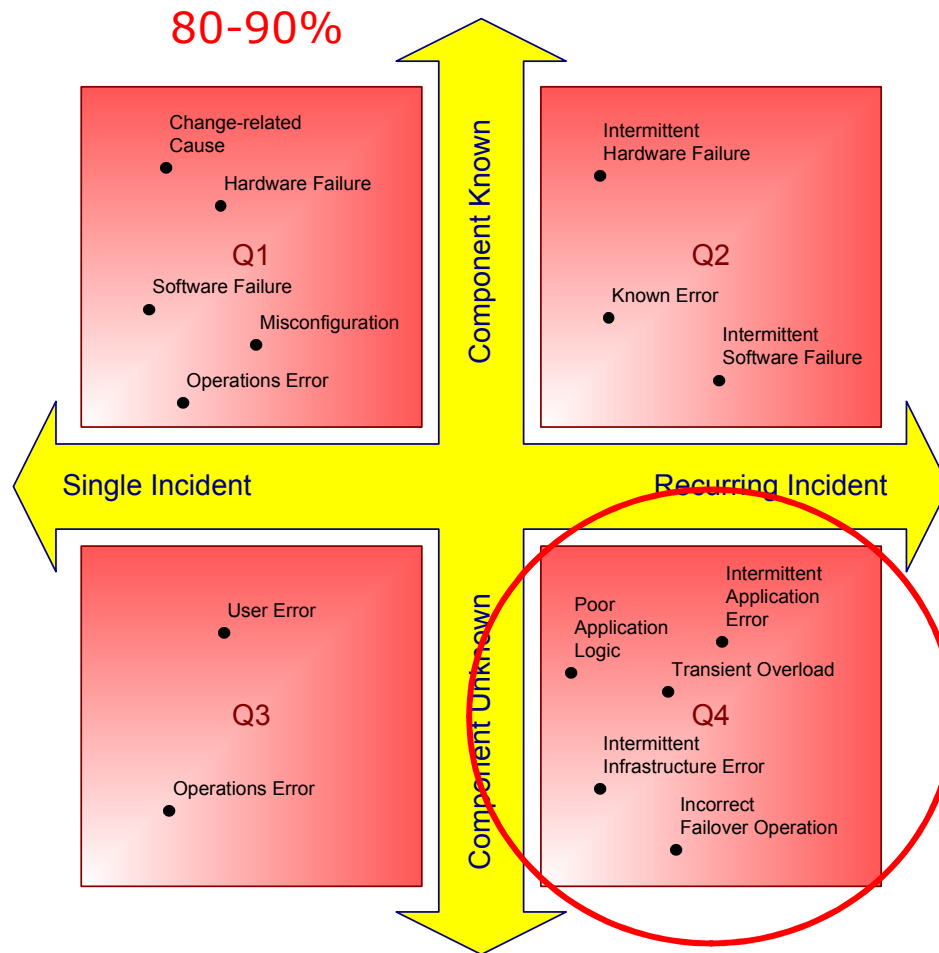 80-90%
Component Known
Change-related
Cause
Hardware Failure
Q1
Software Failure
Misconfiguration
Operations Error
Intermittent
Hardware Failure
Q2
Known Error
Intermittent
Software Failure
Single Incident
Recurring Incident
Component Unknown
User Error
Q3
Operations Error
Intermittent
Application
Error
Poor
Application
Logic
Transient Overload
Q4
Intermittent
Infrastructure Error
Incorrect
Failover Operation